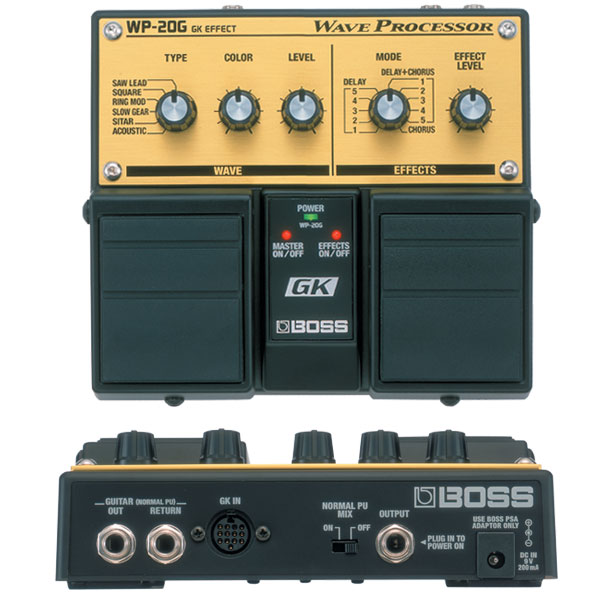 WP-20G GK EFFECT
WAVE PROCESSOR
TYPE
COLOR
LEVEL
MODE
EFFECT
LEVEL
SAW LEAD
SQUARE
RING MOD
SLOW GEAR
SITAR
ACOUSTIC
DELAY+CHORUS
DELAY
5
4
3
2
1
1
2
3
4
5
CHORUS
WAVE
EFFECTS
POWER
WP-20G
MASTER
ON/OFF
EFFECTS
ON/OFF
GK
BOSS
BOSS
GUITAR (NORMAL PU)
OUT
RETURN
GK IN
NORMAL PU
MIX
ON
OFF
OUTPUT
PLUG IN TO
POWER ON
USE BOSS PSA
ADAPTOR ONLY
DC IN
9 V
200 mA